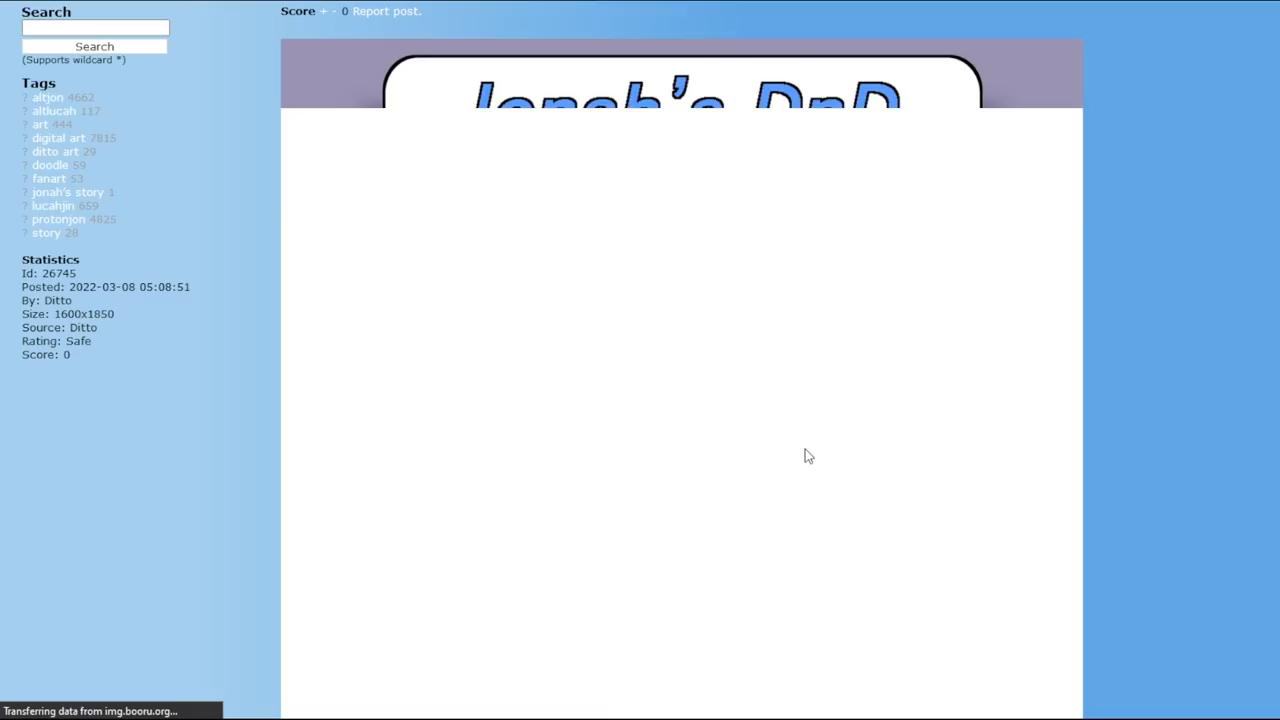 Search
Search
(Supports wildcard *)
Tags
? altjon 4662
? altlucah 117
? art 444
? digital art 7815
? ditto art 29
? doodle 59
? fanart 53
? jonah's story 1
? lucahjin 659
? protonjon 4825
? story 28
Statistics
Id: 26745
Posted: 2022-03-08 05:08:51
By: Ditto
Size: 1600x1850
Source: Ditto
Rating: Safe
Score: 0
Score + - 0 Report post.
Jonah's DnD
Transferring data from img.booru.org...